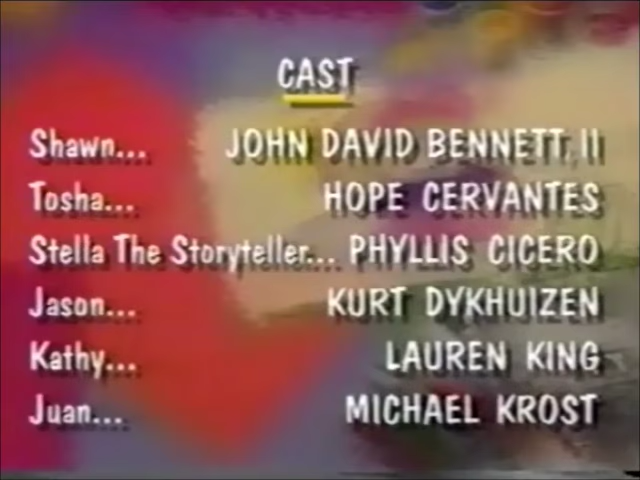 CAST
Shawn... JOHN DAVID BENNETT II
Tosha... HOPE CERVANTES
Stella The Storyteller... PHYLLIS CICERO
Jason... KURT DYKHUIZEN
Kathy... LAUREN KING
Juan... MICHAEL KROST